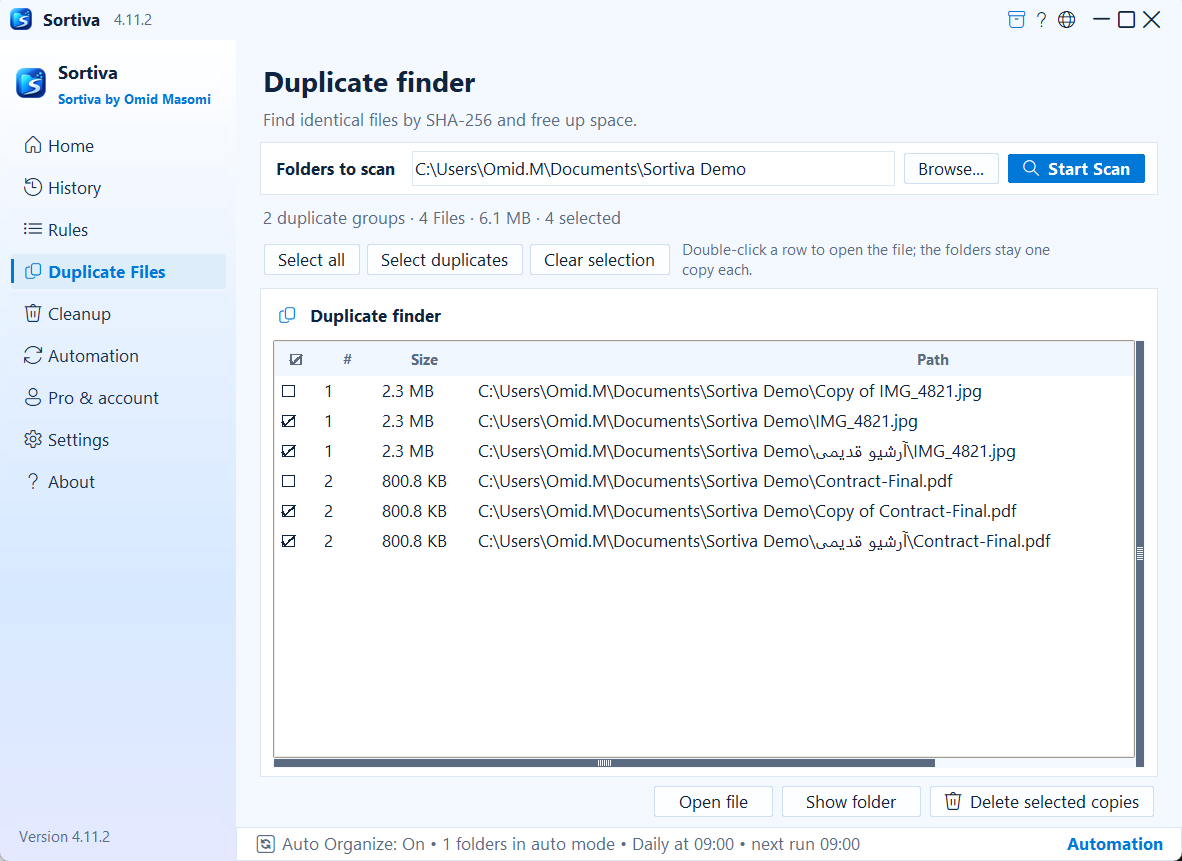 Sortiva 4.11.2
Sortiva
Sortiva by Omid Masomi
Home
History
Rules
Duplicate Files
Cleanup
Automation
Pro & account
Settings
? About
Version 4.11.2
Duplicate finder
Find identical files by SHA-256 and free up space.
Folders to scan C:\Users\Omid.M\Documents\Sortiva Demo Browse... Start Scan
2 duplicate groups · 4 Files · 6.1 MB · 4 selected
Select all Select duplicates Clear selection
Double-click a row to open the file; the folders stay one
copy each.
Duplicate finder
# Size Path
1 2.3 MB C:\Users\Omid.M\Documents\Sortiva Demo\Copy of IMG_4821.jpg
1 2.3 MB C:\Users\Omid.M\Documents\Sortiva Demo\IMG_4821.jpg
1 2.3 MB C:\Users\Omid.M\Documents\Sortiva Demo\آرشیو قدیمی\IMG_4821.jpg
2 800.8 KB C:\Users\Omid.M\Documents\Sortiva Demo\Contract-Final.pdf
2 800.8 KB C:\Users\Omid.M\Documents\Sortiva Demo\Copy of Contract-Final.pdf
2 800.8 KB C:\Users\Omid.M\Documents\Sortiva Demo\آرشیو قدیمی\Contract-Final.pdf
Open file Show folder Delete selected copies
Auto Organize: On • 1 folders in auto mode • Daily at 09:00 • next run 09:00 Automation